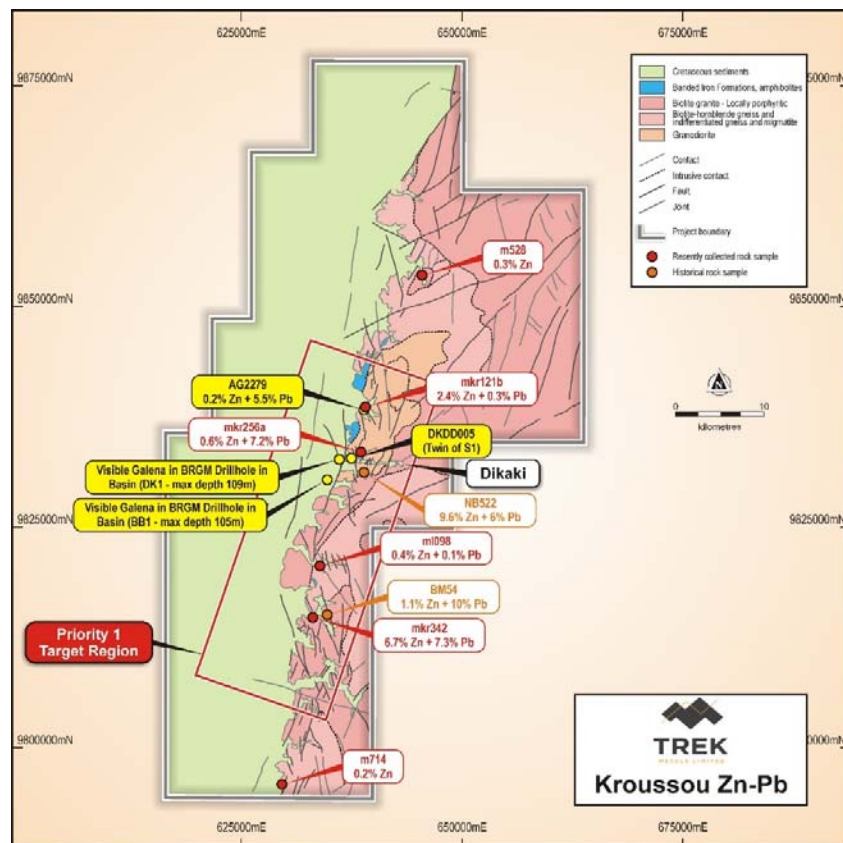 625000mE
650000mE
675000mE
9875000mN
5000mN
Cretaceous sediments
Banded Iron Formations, amphibolites
Biotite granite - Locally porphyritic
Biotite-hornblende gneiss and
indifferentiated gneiss and migmatite
Granodiorite
Contact
Intrusive contact
Fault
Joint
Project boundary
Recently collected rock sample
Historical rock sample
m528
0.3% Zn
9850000mN
9850000mN
AG2279
0.2% Zn + 5.5% Pb
mkr121b
2.4% Zn + 0.3% Pb
mkr256a
0.6% Zn + 7.2% Pb
DKDD005
(Twin of S1)
0
10
kilometres
Visible Galena in BRGM Drillhole in
Basin (DK1 - max depth 109m)
Dikaki
Visible Galena in BRGM Drillhole in
Basin (BB1 - max depth 105m)
NB522
9.6% Zn + 6% Pb
9825000mN
9825000mN
ml098
0.4% Zn + 0.1% Pb
BM54
1.1% Zn + 10% Pb
mkr342
6.7% Zn + 7.3% Pb
Priority 1
Target Region
9800000mN
0000mN
m714
0.2% Zn
TREK
METALS LIMITED
Kroussou Zn-Pb
625000mE
650000mE
675000mE